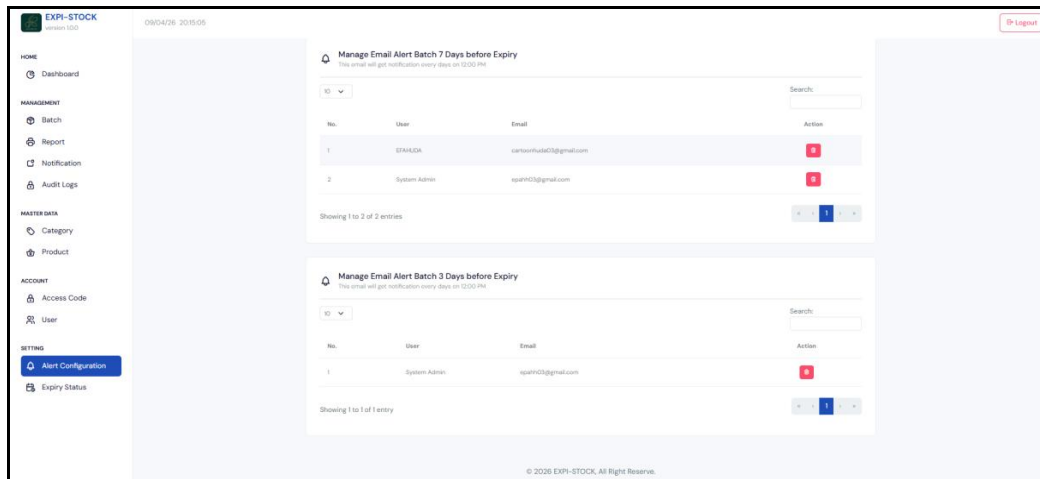 EXPI-STOCK
version 1.0.0
09/04/26 20:15:05
Logout
HOME
Dashboard
MANAGEMENT
Batch
Report
Notification
Audit Logs
MASTER DATA
Category
Product
ACCOUNT
Access Code
User
SETTING
Alert Configuration
Expiry Status
Manage Email Alert Batch 7 Days before Expiry
This email will get notification every days on 12:00 PM
10
Search:
No. User Email Action
1 SITAHUDA cartoonhuda03@gmail.com
2 System Admin epahh03@gmail.com
Showing 1 to 2 of 2 entries
« ‹ 1 › »
Manage Email Alert Batch 3 Days before Expiry
This email will get notification every days on 12:00 PM
10
Search:
No. User Email Action
1 System Admin epahh03@gmail.com
Showing 1 to 1 of 1 entry
« ‹ 1 › »
© 2026 EXPI-STOCK, All Right Reserve.